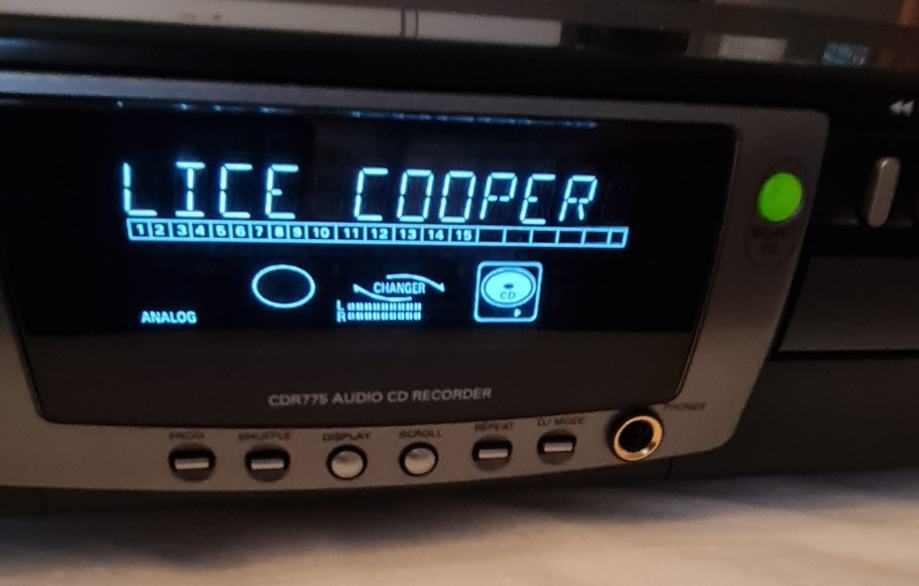 LICE COOPER
1 2 3 4 5 6 7 8 9 10 11 12 13 14 15
CHANGER
L
R
CD
P
ANALOG
CDR775 AUDIO CD RECORDER
PROG SHUFFLE DISPLAY SCROLL REPEAT DJ MODE PHONES